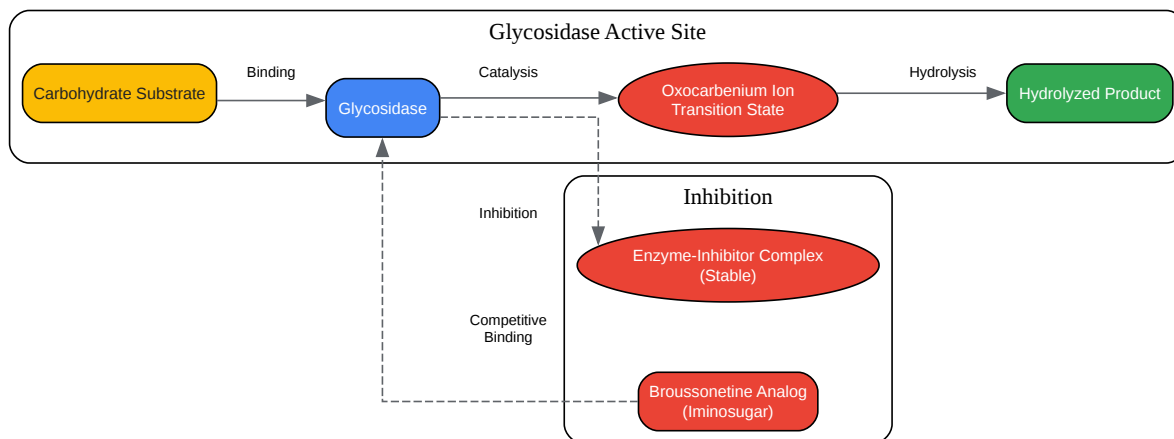 Glycosidase Active Site
Binding
Catalysis
Hydrolysis
Carbohydrate Substrate
Glycosidase
Oxocarbenium Ion
Transition State
Hydrolyzed Product
Inhibition
Inhibition
Enzyme-Inhibitor Complex
(Stable)
Competitive
Binding
Broussonetine Analog
(Iminosugar)